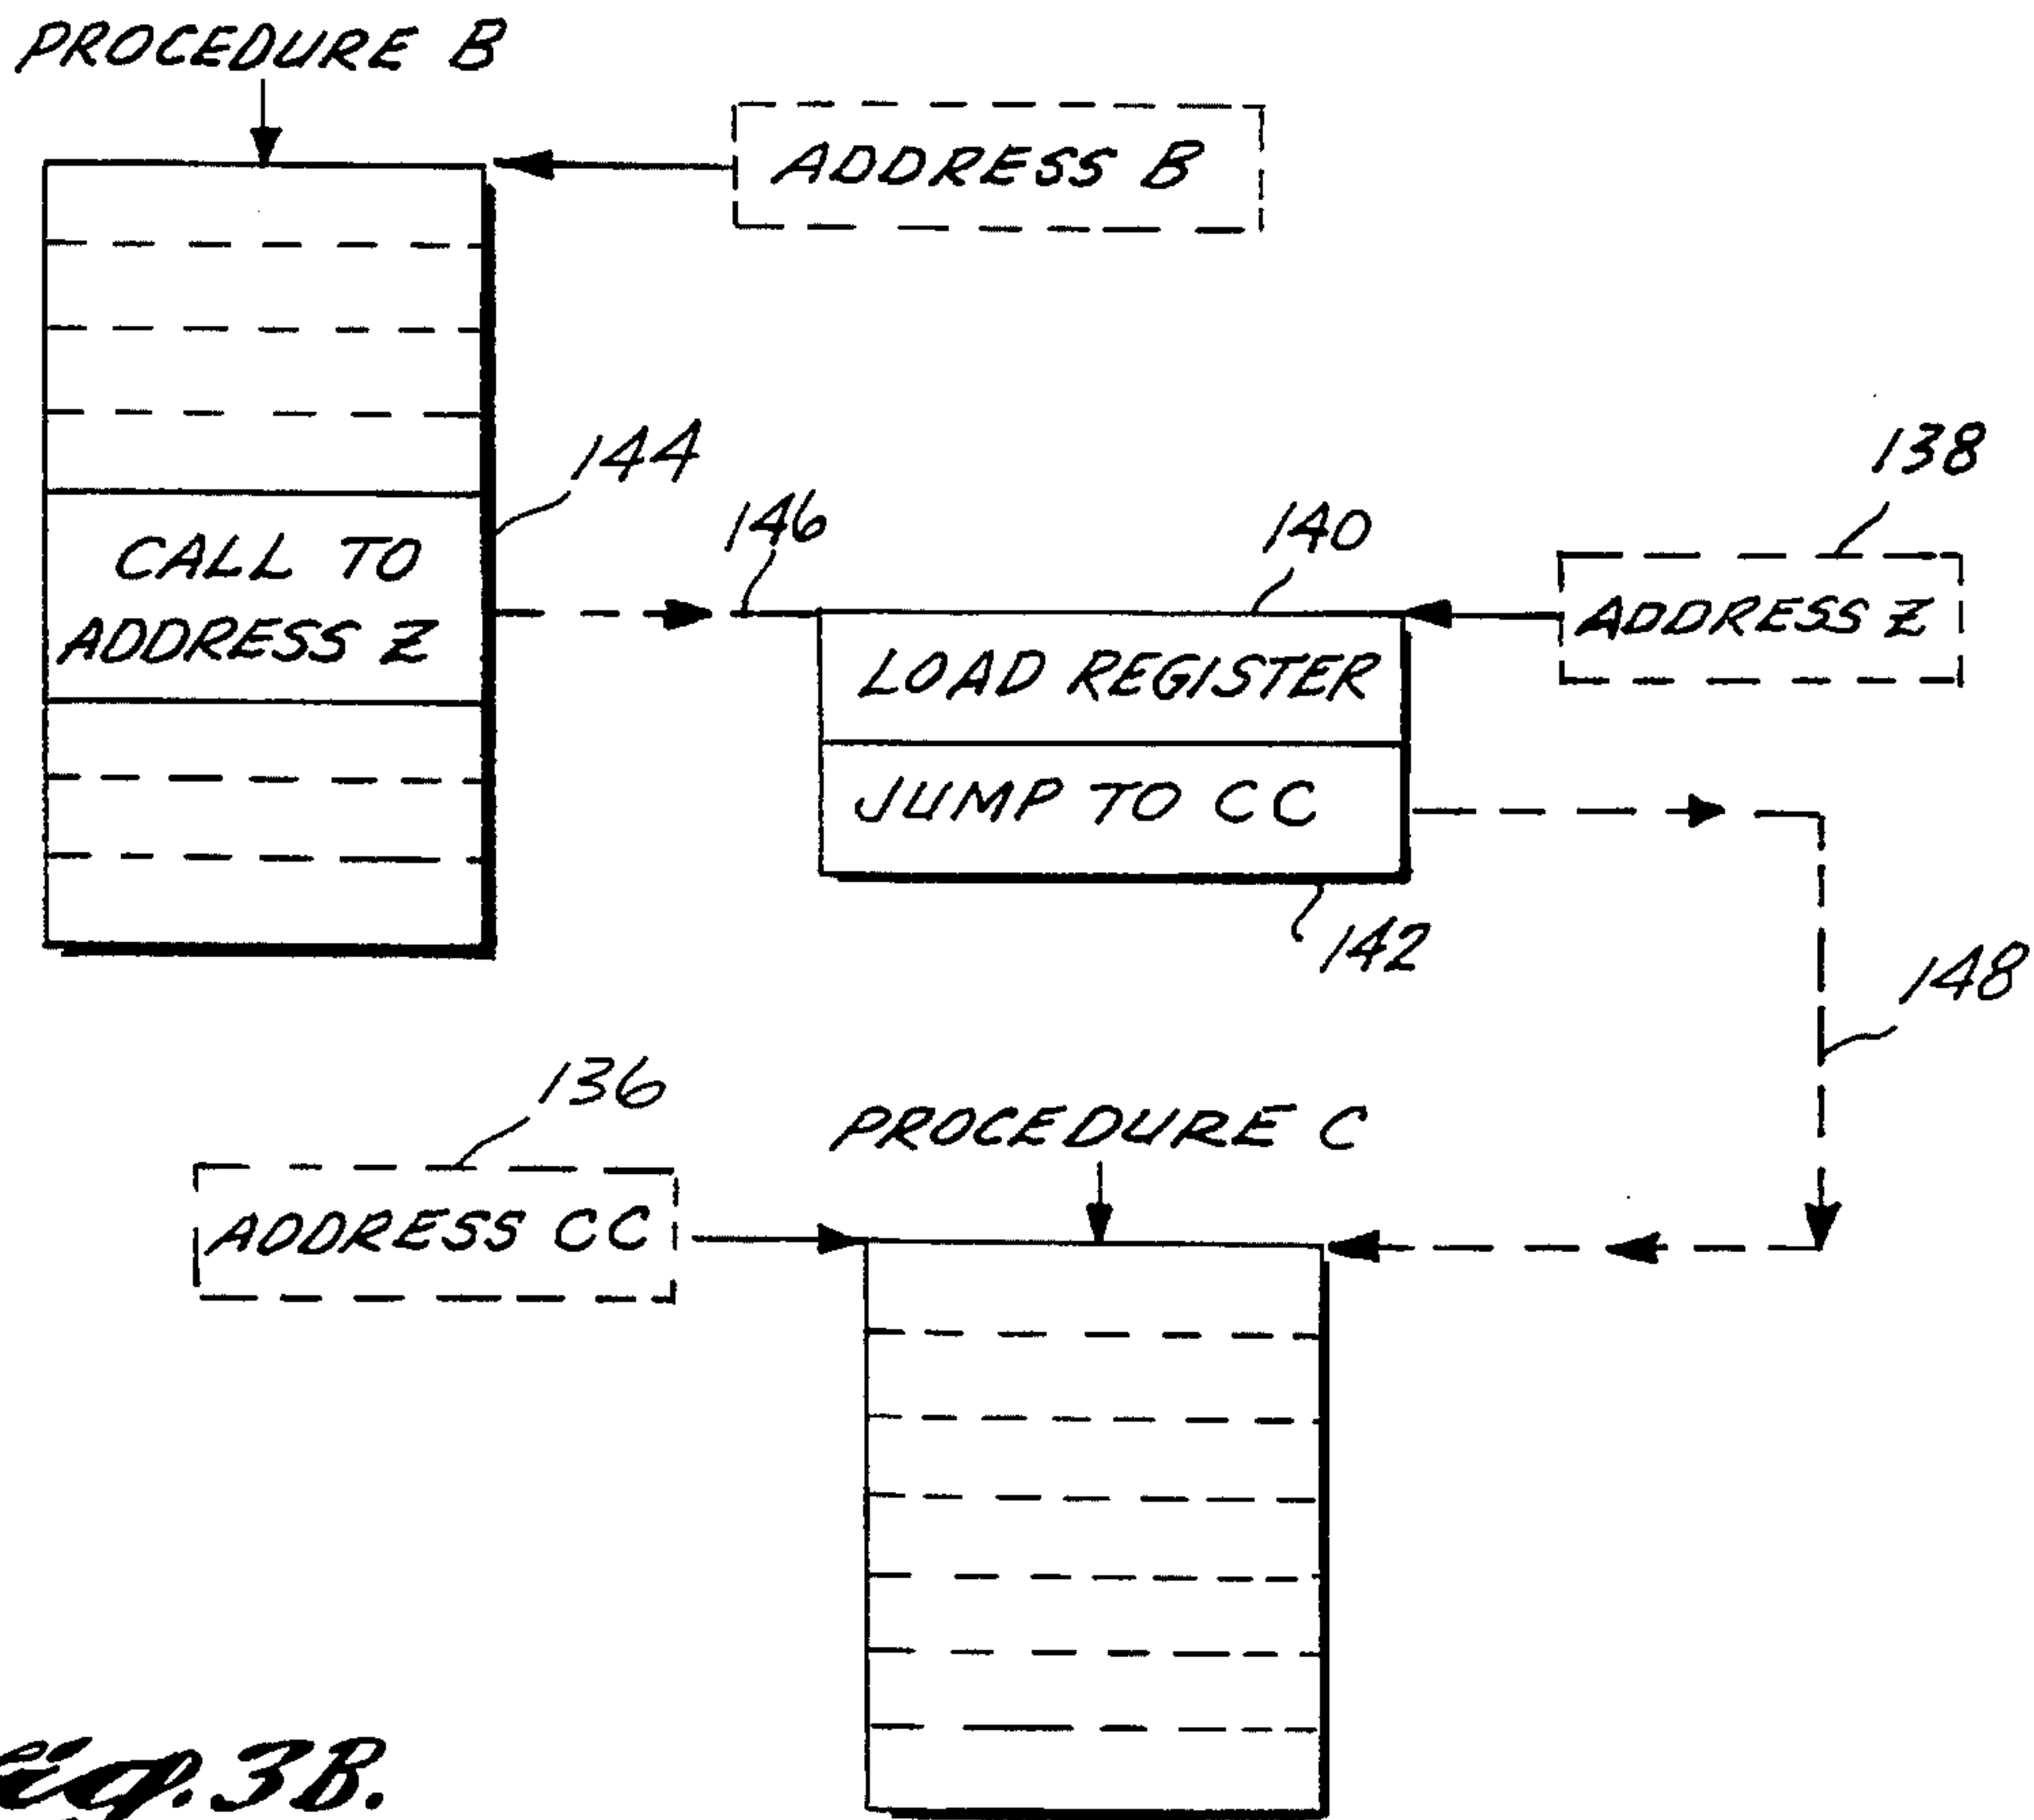 PROCEDURE B
ADDRESS B
144
138
146
140
CALL TO
ADDRESS Z
ADDRESS Z
LOAD REGISTER
JUMP TO CC
142
148
136
PROCEDURE C
ADDRESS CC
Fig. 3B.